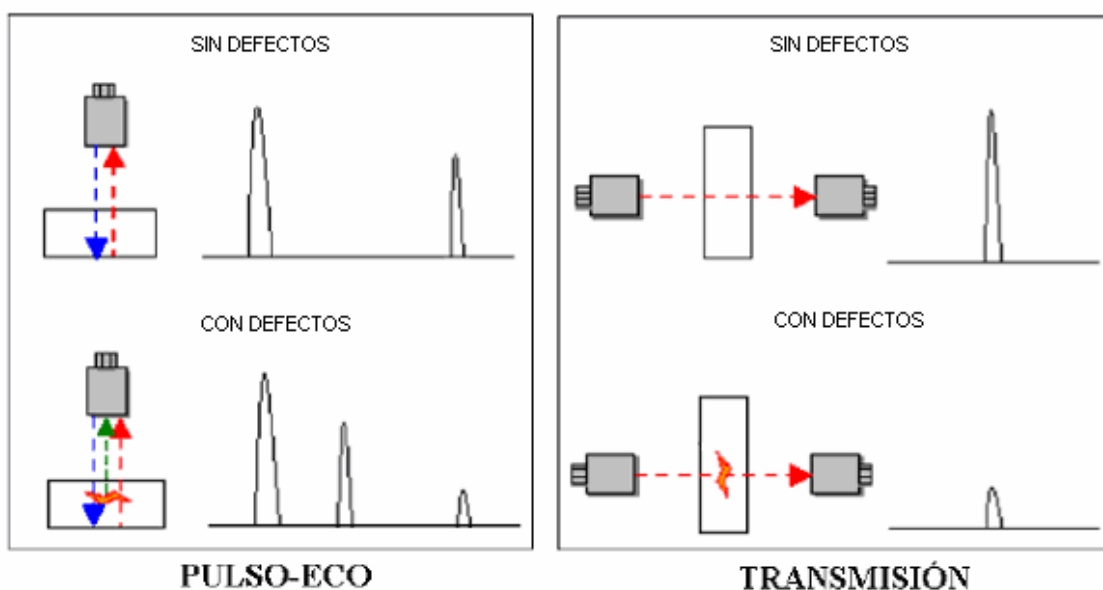 SIN DEFECTOS
CON DEFECTOS
PULSO-ECO
SIN DEFECTOS
CON DEFECTOS
TRANSMISIÓN